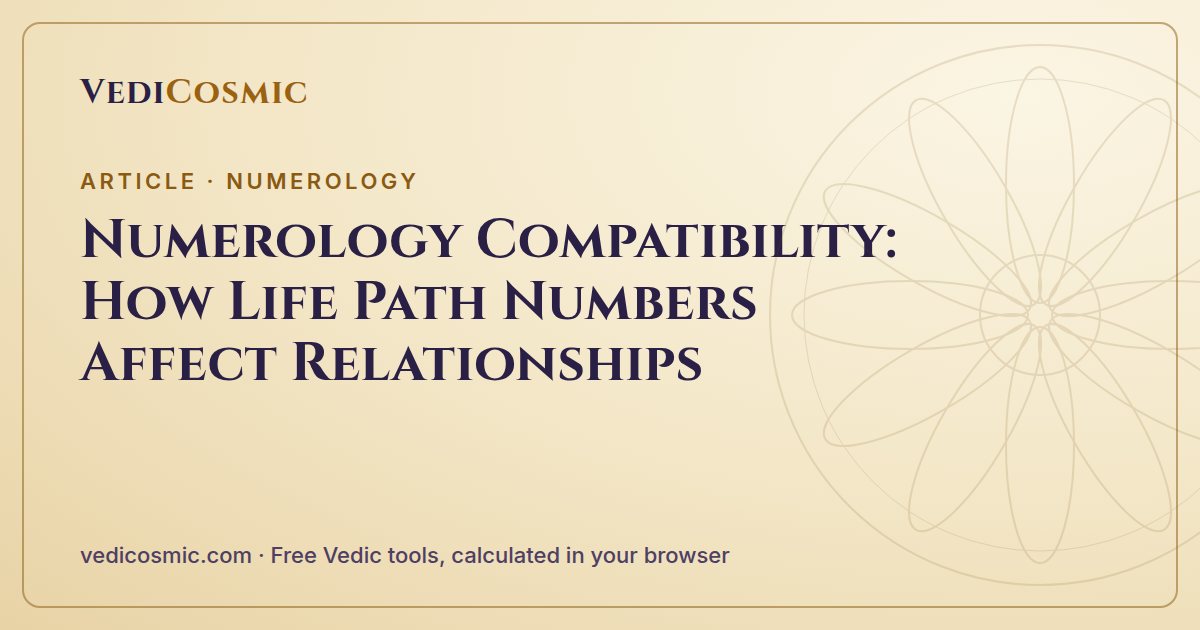 VediCosmic
ARTICLE · NUMEROLOGY
Numerology Compatibility:
How Life Path Numbers
Affect Relationships
vedicosmic.com · Free Vedic tools, calculated in your browser